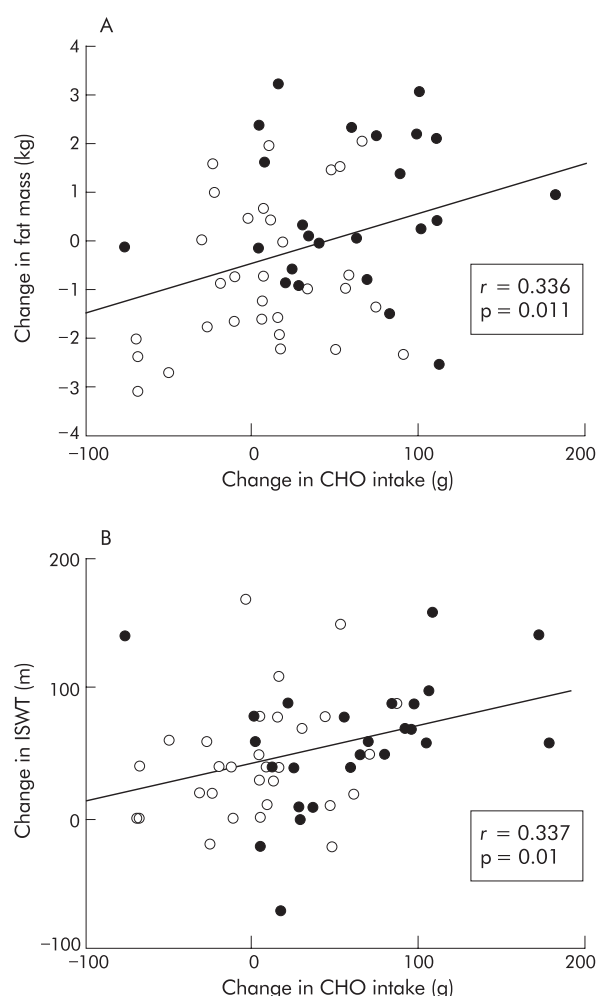 A
4
3
2
1
0
−1
−2
−3
−4
Change in fat mass (kg)
r = 0.336
p = 0.011
−100 0 100 200
Change in CHO intake (g)
B
200
100
0
−100
Change in ISWT (m)
r = 0.337
p = 0.01
−100 0 100 200
Change in CHO intake (g)